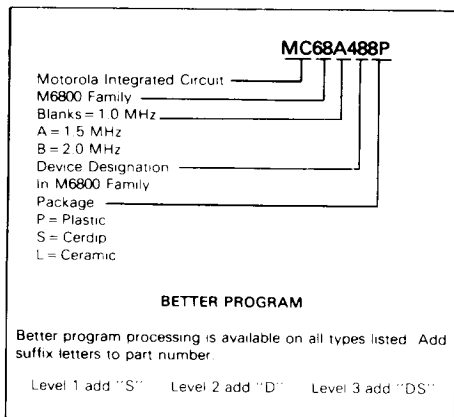 MC68A488P
Motorola Integrated Circuit
M6800 Family
Blanks = 1.0 MHz
A = 1.5 MHz
B = 2.0 MHz
Device Designation
In M6800 Family
Package
P = Plastic
S = Cerdip
L = Ceramic
BETTER PROGRAM
Better program processing is available on all types listed Add
suffix letters to part number.
Level 1 add "S" Level 2 add "D" Level 3 add "DS"